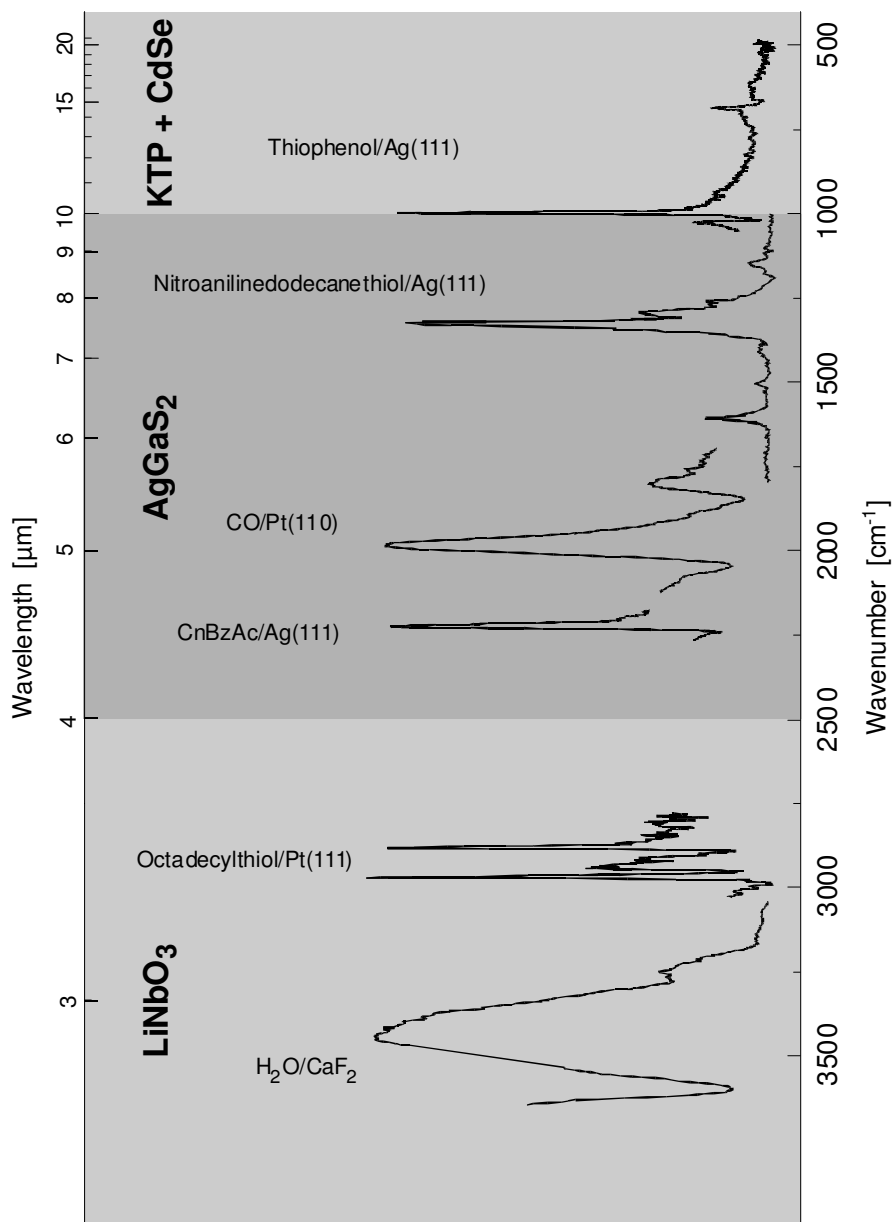 Wavelength [µm]
20
15
10
9
8
7
6
5
4
3
KTP + CdSe
AgGaS2
LiNbO3
Thiophenol/Ag(111)
Nitroanilinedodecanethiol/Ag(111)
CO/Pt(110)
CnBzAc/Ag(111)
Octadecylthiol/Pt(111)
H2O/CaF2
500
1000
1500
2000
2500
3000
3500
Wavenumber [cm-1]